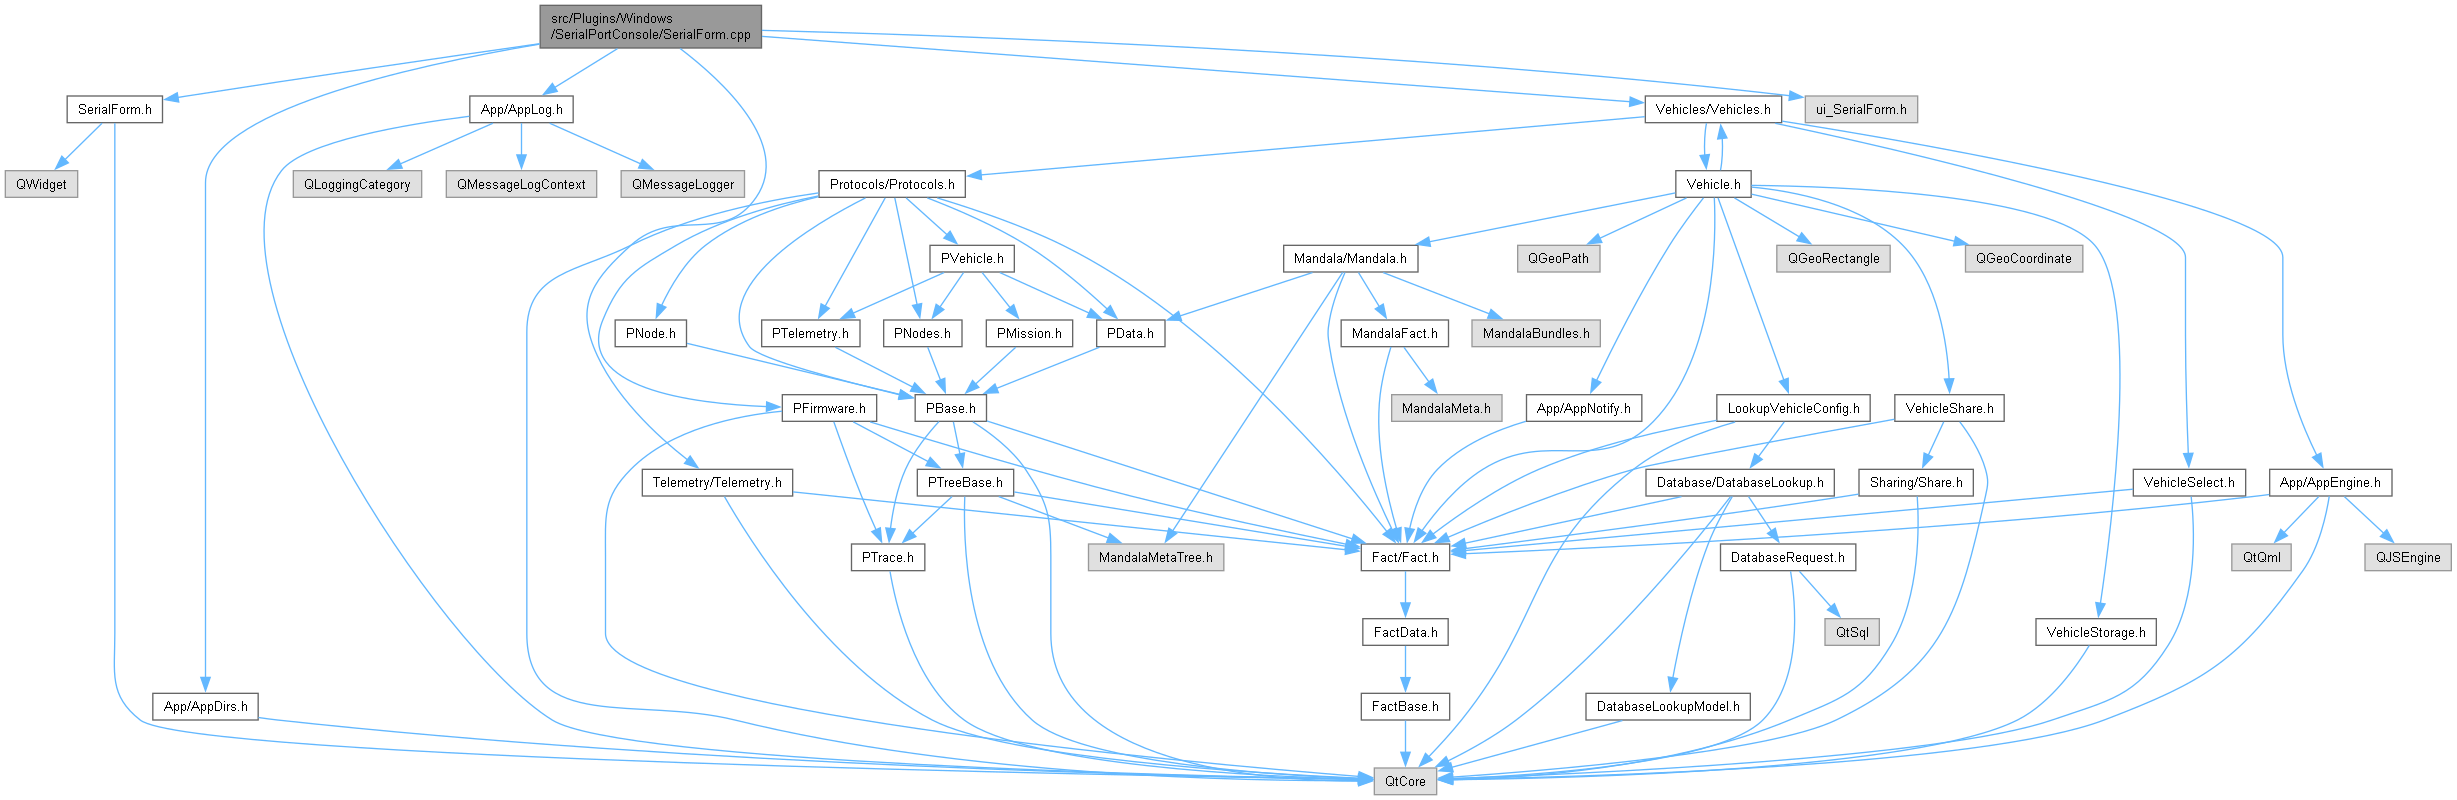 src/Plugins/Windows
/SerialPortConsole/SerialForm.cpp
SerialForm.h
App/AppLog.h
Vehicles/Vehicles.h
ui_SerialForm.h
QWidget
QLoggingCategory
QMessageLogContext
QMessageLogger
Protocols/Protocols.h
Vehicle.h
PVehicle.h
Mandala/Mandala.h
QGeoPath
QGeoRectangle
QGeoCoordinate
PNode.h
PTelemetry.h
PNodes.h
PMission.h
PData.h
MandalaFact.h
MandalaBundles.h
PFirmware.h
PBase.h
MandalaMeta.h
App/AppNotify.h
LookupVehicleConfig.h
VehicleShare.h
Telemetry/Telemetry.h
PTreeBase.h
Database/DatabaseLookup.h
Sharing/Share.h
VehicleSelect.h
App/AppEngine.h
PTrace.h
MandalaMetaTree.h
Fact/Fact.h
DatabaseRequest.h
QtQml
QJSEngine
FactData.h
QtSql
VehicleStorage.h
App/AppDirs.h
FactBase.h
DatabaseLookupModel.h
QtCore